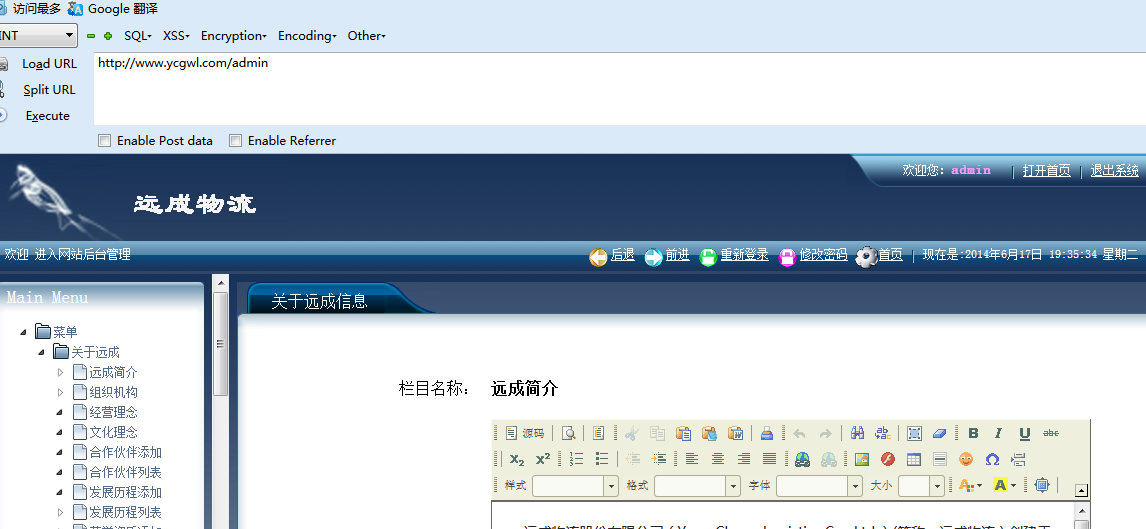 访问最多 Google 翻译
INT SQL XSS Encryption Encoding Other
Load URL http://www.ycgwl.com/admin
Split URL
Execute
Enable Post data Enable Referrer
欢迎您：admin | 打开首页 | 退出系统
远成物流
欢迎 进入网站后台管理 后退 前进 重新登录 修改密码 首页 | 现在是:2014年6月17日 19:35:34 星期二
Main Menu
关于远成信息
菜单
关于远成
远成简介
组织机构
经营理念
文化理念
合作伙伴添加
合作伙伴列表
发展历程添加
发展历程列表
栏目名称： 远成简介
源码
B I U abc
X₂ X²
样式 格式 字体 大小 A A